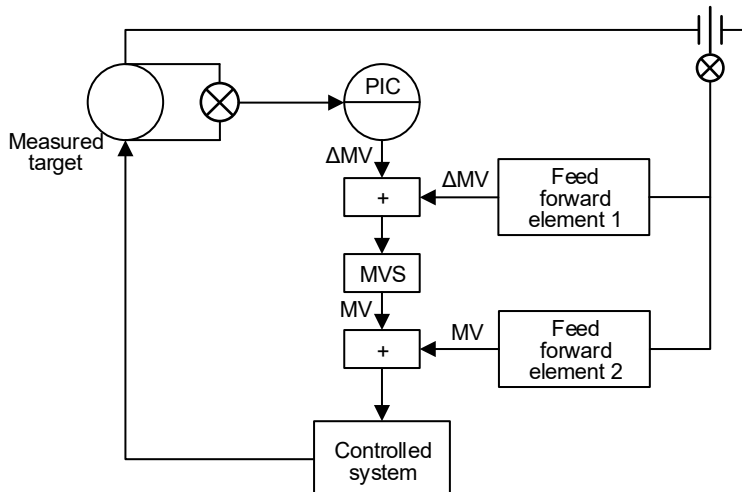 PIC
Measured
target
ΔMV
ΔMV
Feed
forward
element 1
+
MVS
MV
MV
Feed
forward
element 2
+
Controlled
system